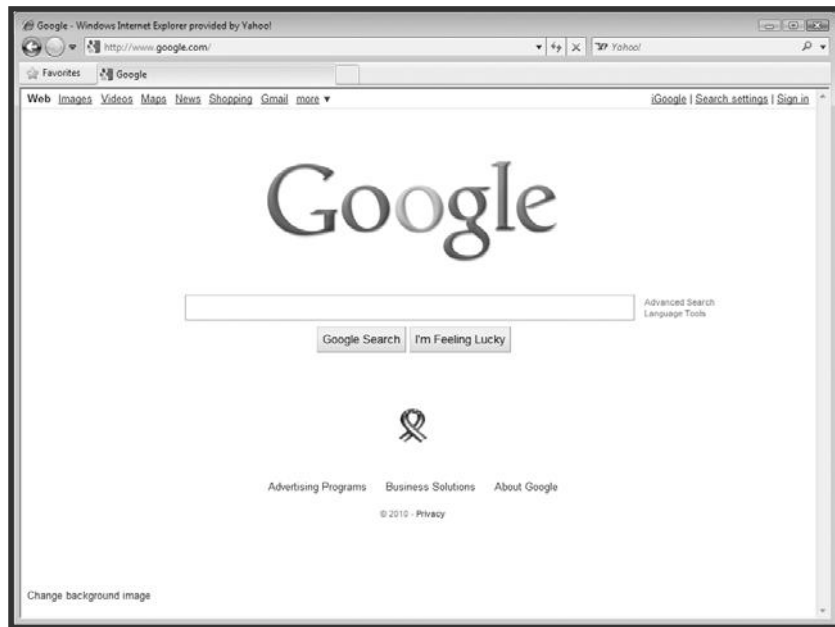 Google - Windows Internet Explorer provided by Yahoo!
http://www.google.com/ Yahoo!
Favorites Google
Web Images Videos Maps News Shopping Gmail more ▼ iGoogle | Search settings | Sign in
Google
Advanced Search
Language Tools
Google Search I'm Feeling Lucky
Advertising Programs Business Solutions About Google
© 2010 - Privacy
Change background image